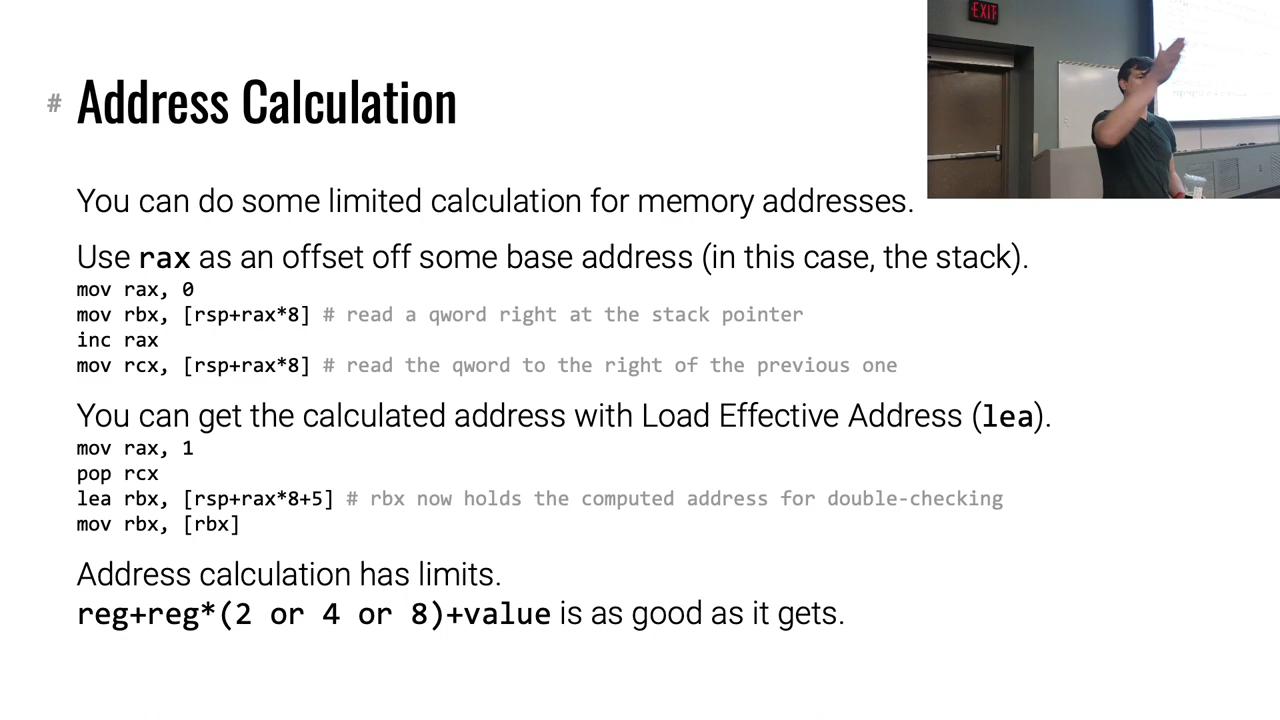 # Address Calculation
EXIT
You can do some limited calculation for memory addresses.
Use rax as an offset off some base address (in this case, the stack).
mov rax, 0
mov rbx, [rsp+rax*8] # read a qword right at the stack pointer
inc rax
mov rcx, [rsp+rax*8] # read the qword to the right of the previous one
You can get the calculated address with Load Effective Address (lea).
mov rax, 1
pop rcx
lea rbx, [rsp+rax*8+5] # rbx now holds the computed address for double-checking
mov rbx, [rbx]
Address calculation has limits.
reg+reg*(2 or 4 or 8)+value is as good as it gets.